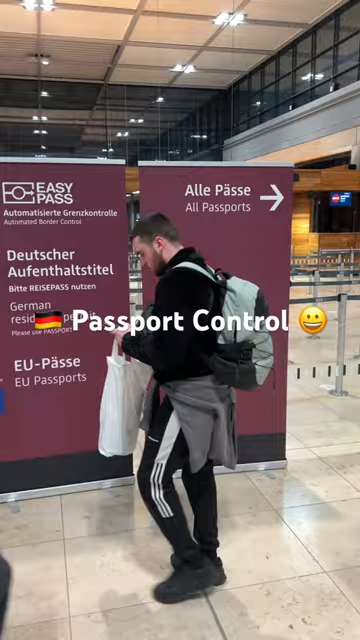 EASY
PASS
Automatisierte Grenzkontrolle
Automated Border Control
Deutscher
Aufenthaltstitel
Bitte REISEPASS nutzen
German
Please use PASSPORT
EU-Pässe
EU Passports
Alle Pässe
All Passports
🇩🇪 Passport Control 😀